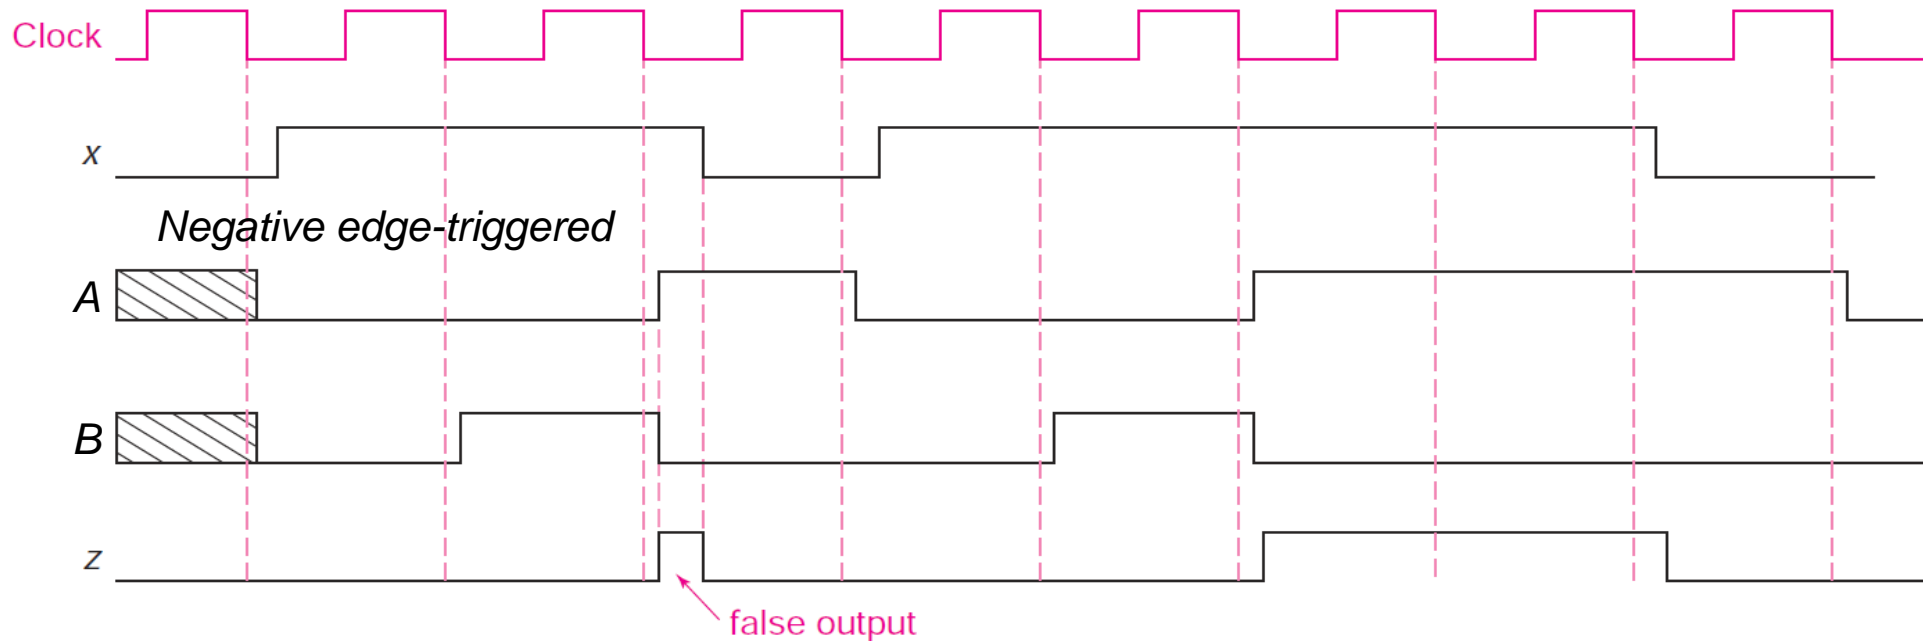 Clock
x
Negative edge-triggered
A
B
z
false output